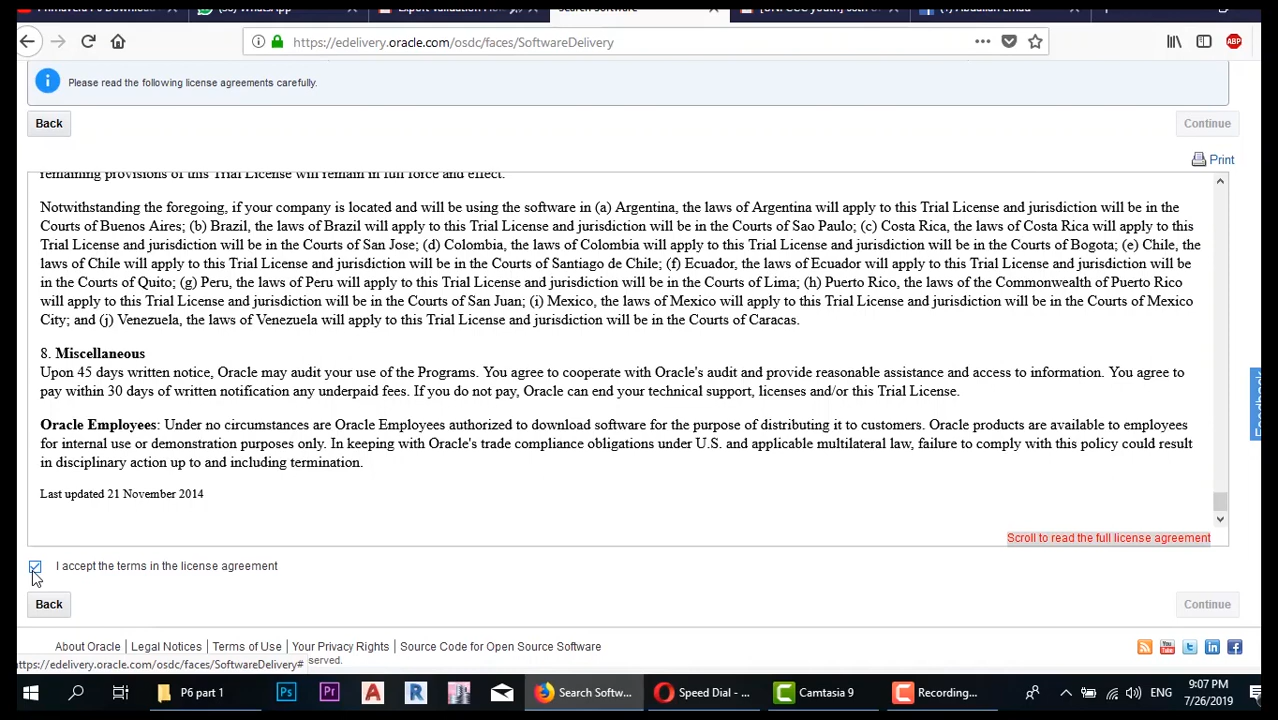 Search Software
https://edelivery.oracle.com/osdc/faces/SoftwareDelivery
ABP
Please read the following license agreements carefully.
Back
Continue
Print
remaining provisions of this Trial License will remain in full force and effect.
Notwithstanding the foregoing, if your company is located and will be using the software in (a) Argentina, the laws of Argentina will apply to this Trial License and jurisdiction will be in the
Courts of Buenos Aires; (b) Brazil, the laws of Brazil will apply to this Trial License and jurisdiction will be in the Courts of Sao Paulo; (c) Costa Rica, the laws of Costa Rica will apply to this
Trial License and jurisdiction will be in the Courts of San Jose; (d) Colombia, the laws of Colombia will apply to this Trial License and jurisdiction will be in the Courts of Bogota; (e) Chile, the
laws of Chile will apply to this Trial License and jurisdiction will be in the Courts of Santiago de Chile; (f) Ecuador, the laws of Ecuador will apply to this Trial License and jurisdiction will be
in the Courts of Quito; (g) Peru, the laws of Peru will apply to this Trial License and jurisdiction will be in the Courts of Lima; (h) Puerto Rico, the laws of the Commonwealth of Puerto Rico
will apply to this Trial License and jurisdiction will be in the Courts of San Juan; (i) Mexico, the laws of Mexico will apply to this Trial License and jurisdiction will be in the Courts of Mexico
City; and (j) Venezuela, the laws of Venezuela will apply to this Trial License and jurisdiction will be in the Courts of Caracas.
8. Miscellaneous
Upon 45 days written notice, Oracle may audit your use of the Programs. You agree to cooperate with Oracle's audit and provide reasonable assistance and access to information. You agree to
pay within 30 days of written notification any underpaid fees. If you do not pay, Oracle can end your technical support, licenses and/or this Trial License.
Oracle Employees: Under no circumstances are Oracle Employees authorized to download software for the purpose of distributing it to customers. Oracle products are available to employees
for internal use or demonstration purposes only. In keeping with Oracle's trade compliance obligations under U.S. and applicable multilateral law, failure to comply with this policy could result
in disciplinary action up to and including termination.
Last updated 21 November 2014
Scroll to read the full license agreement
Feedback
I accept the terms in the license agreement
Back
Continue
About Oracle | Legal Notices | Terms of Use | Your Privacy Rights | Source Code for Open Source Software
https://edelivery.oracle.com/osdc/faces/SoftwareDelivery# served.
P6 part 1
Ps
Pr
A
R
Search Softw...
Speed Dial - ...
Camtasia 9
Recording...
ENG
9:07 PM
7/26/2019